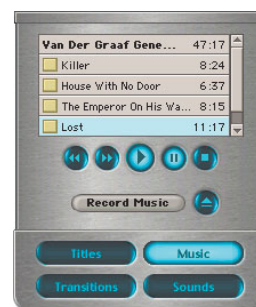 Van Der Graaf Gene... 47:17
Killer 8:24
House With No Door 6:37
The Emperor On His Wa... 8:15
Lost 11:17
Record Music
Titles Music
Transitions Sounds